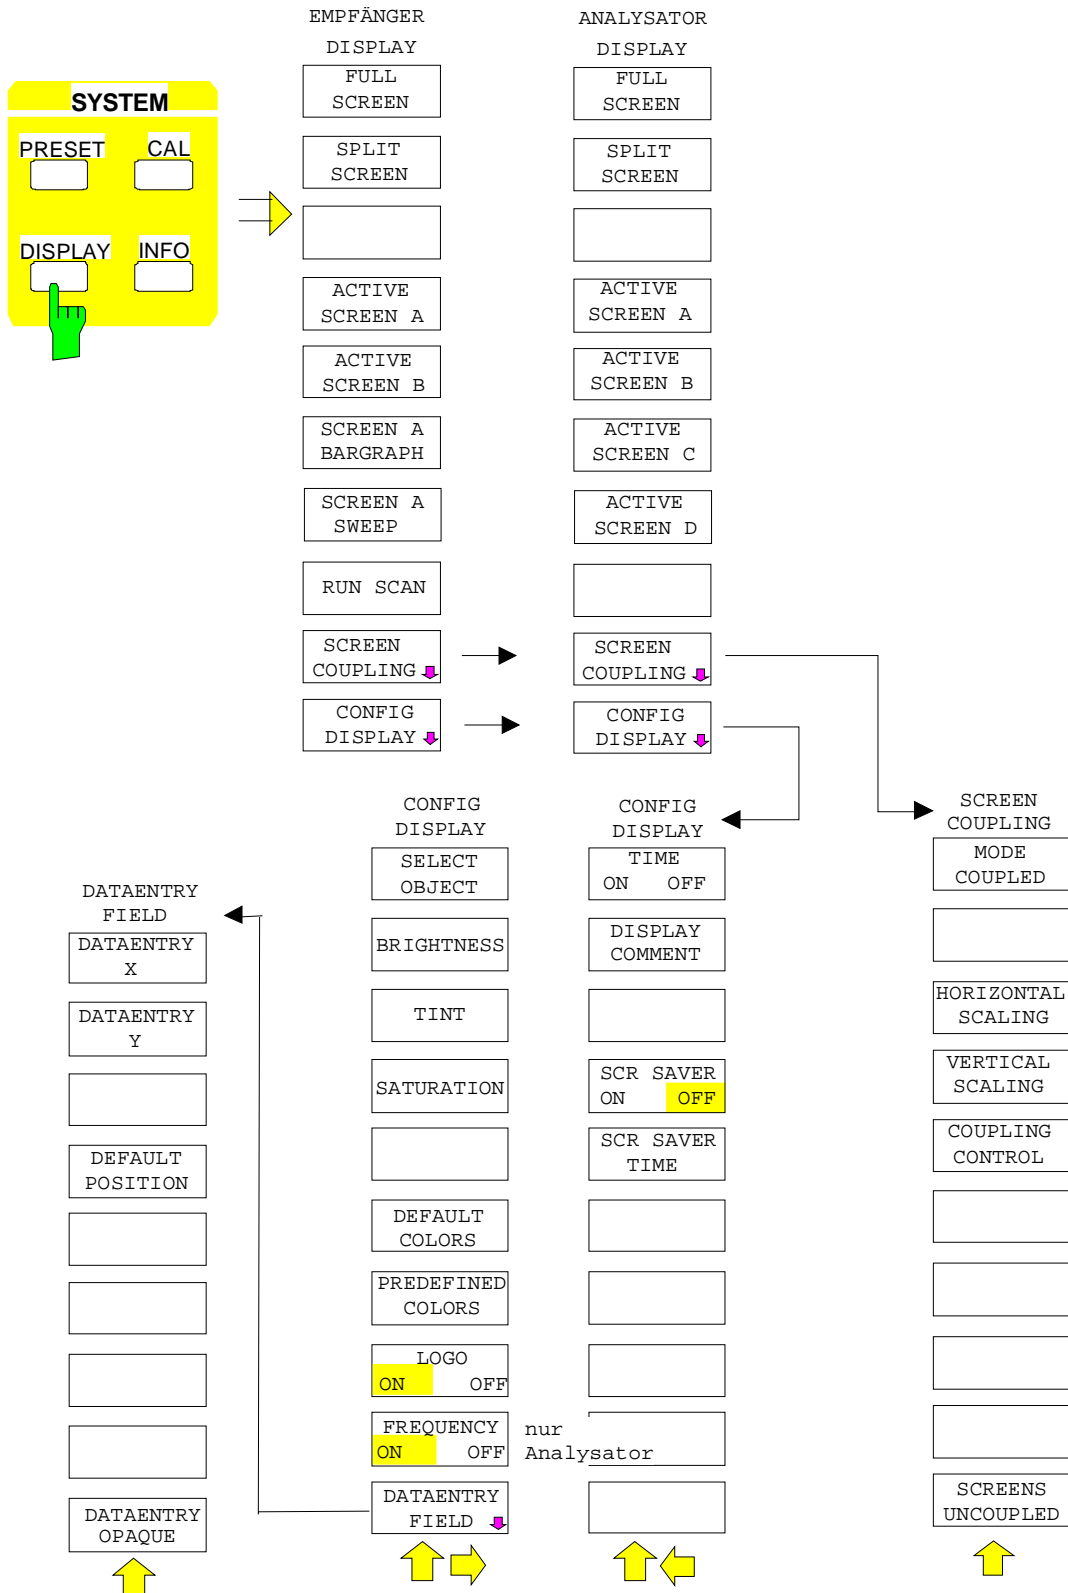 SYSTEM
PRESET
CAL
DISPLAY
INFO
EMPFÄNGER
DISPLAY
FULL
SCREEN
SPLIT
SCREEN
ACTIVE
SCREEN A
ACTIVE
SCREEN B
SCREEN A
BARGRAPH
SCREEN A
SWEEP
RUN SCAN
SCREEN
COUPLING
CONFIG
DISPLAY
ANALYSATOR
DISPLAY
FULL
SCREEN
SPLIT
SCREEN
ACTIVE
SCREEN A
ACTIVE
SCREEN B
ACTIVE
SCREEN C
ACTIVE
SCREEN D
SCREEN
COUPLING
CONFIG
DISPLAY
DATAENTRY
FIELD
DATAENTRY
X
DATAENTRY
Y
DEFAULT
POSITION
DATAENTRY
OPAQUE
CONFIG
DISPLAY
SELECT
OBJECT
BRIGHTNESS
TINT
SATURATION
DEFAULT
COLORS
PREDEFINED
COLORS
LOGO
ON OFF
FREQUENCY
ON OFF
nur
Analysator
DATAENTRY
FIELD
CONFIG
DISPLAY
TIME
ON OFF
DISPLAY
COMMENT
SCR SAVER
ON OFF
SCR SAVER
TIME
SCREEN
COUPLING
MODE
COUPLED
HORIZONTAL
SCALING
VERTICAL
SCALING
COUPLING
CONTROL
SCREENS
UNCOUPLED